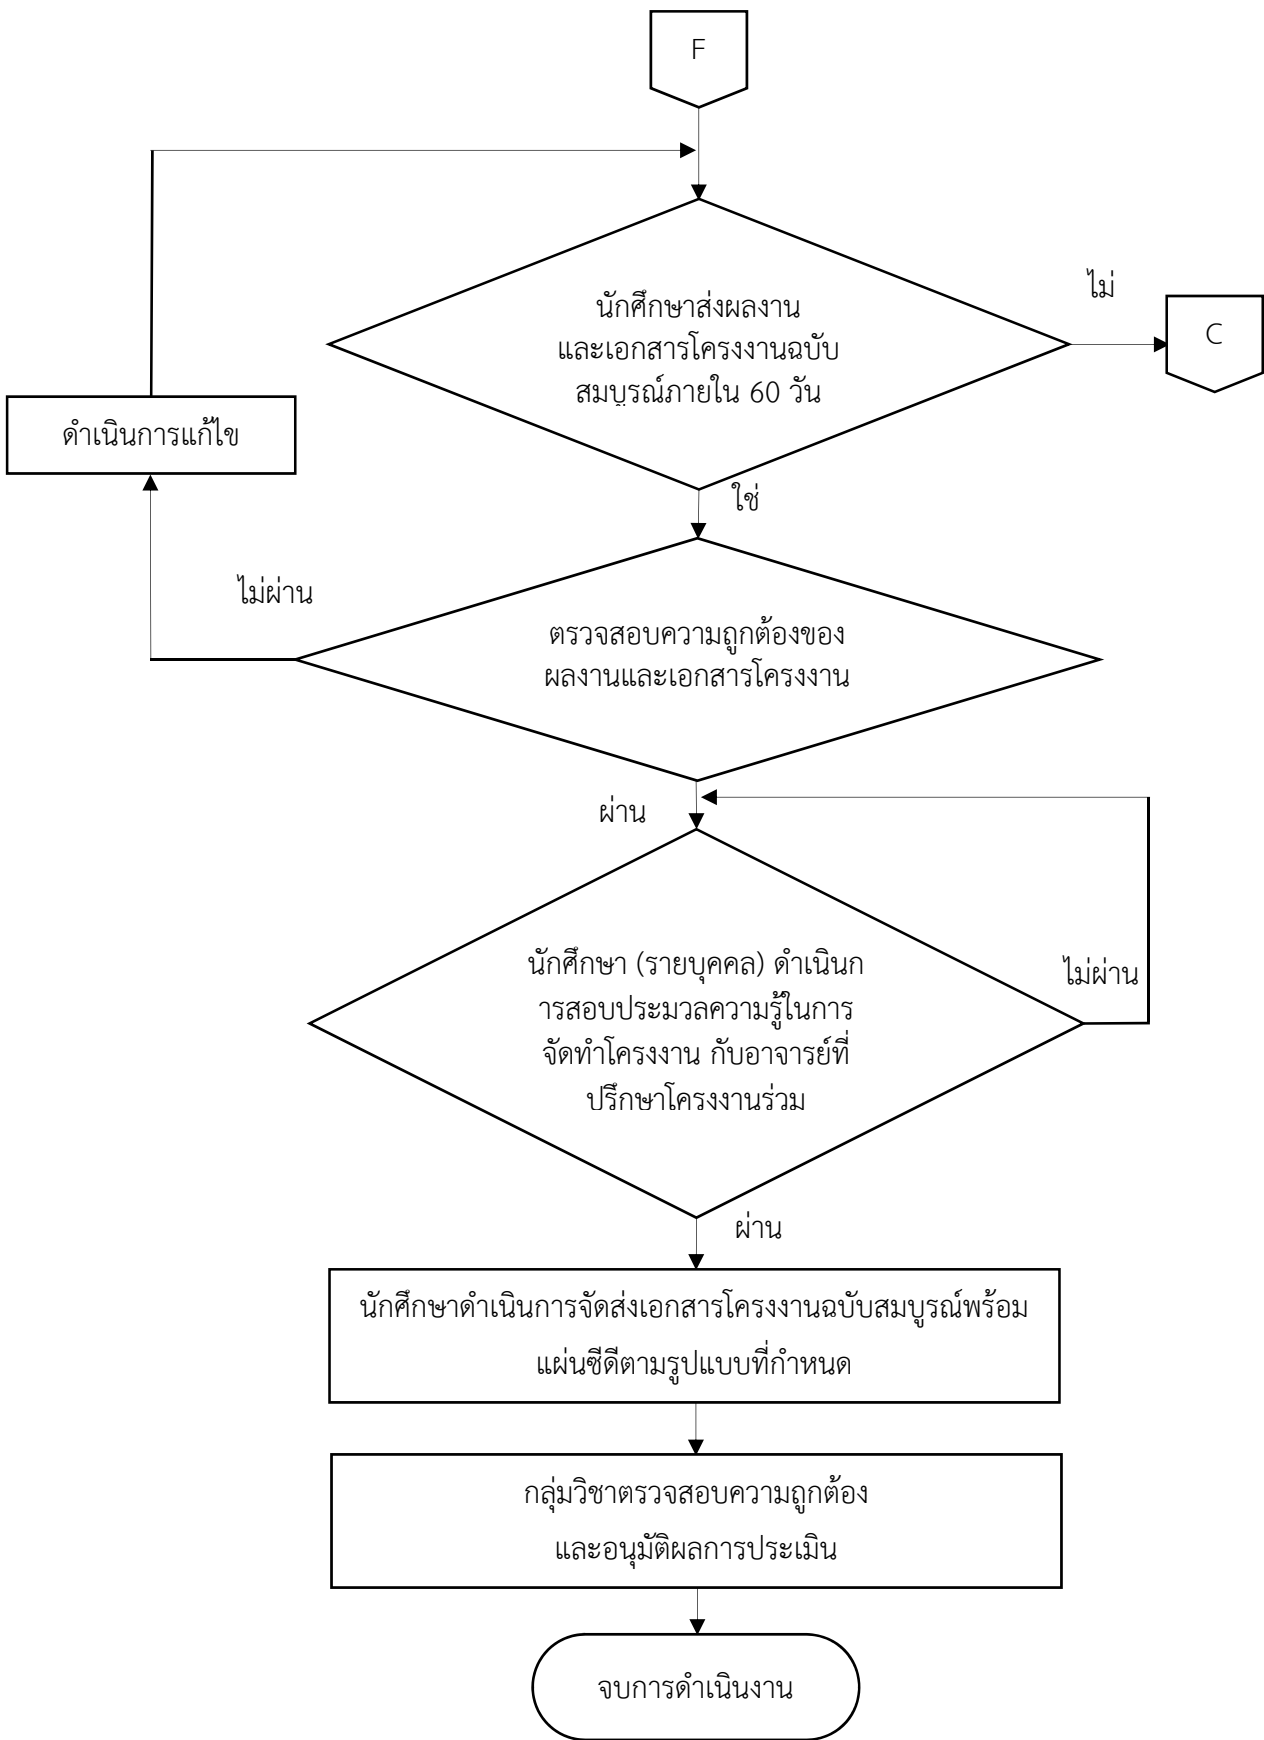 F
นักศึกษาส่งผลงาน
และเอกสารโครงงานฉบับ
สมบูรณ์ภายใน 60 วัน
ไม่
C
ดำเนินการแก้ไข
ใช่
ไม่ผ่าน
ตรวจสอบความถูกต้องของ
ผลงานและเอกสารโครงงาน
ผ่าน
นักศึกษา (รายบุคคล) ดำเนินก
ารสอบประมวลความรู้ในการ
จัดทำโครงงาน กับอาจารย์ที่
ปรึกษาโครงงานร่วม
ไม่ผ่าน
ผ่าน
นักศึกษาดำเนินการจัดส่งเอกสารโครงงานฉบับสมบูรณ์พร้อม
แผ่นซีดีตามรูปแบบที่กำหนด
กลุ่มวิชาตรวจสอบความถูกต้อง
และอนุมัติผลการประเมิน
จบการดำเนินงาน